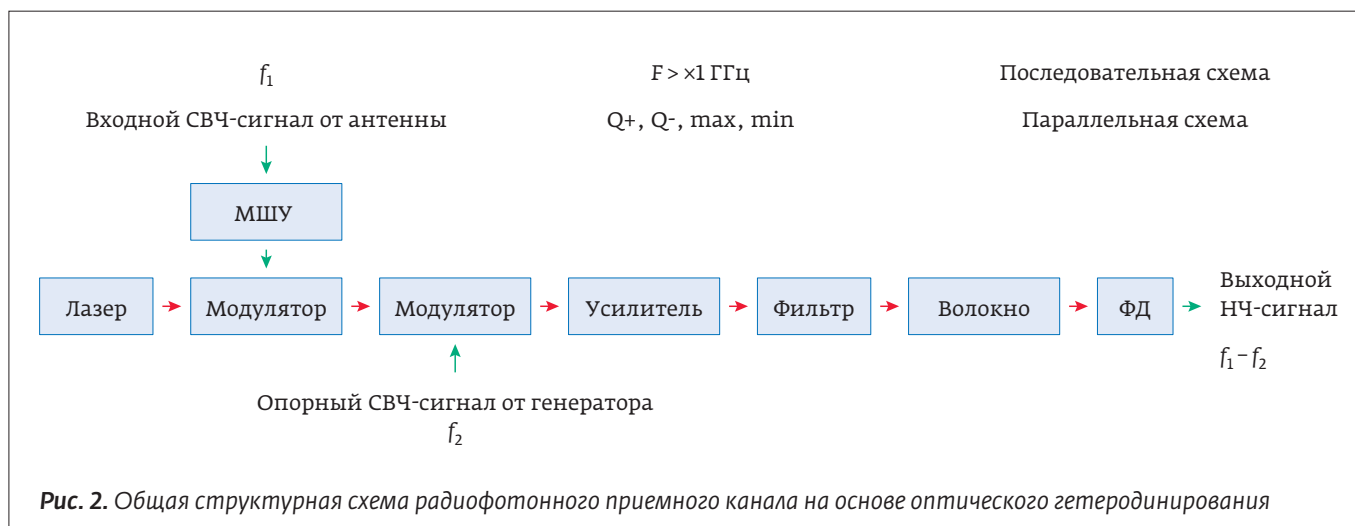 f₁
F > ×1 ГГц
Последовательная схема
Входной СВЧ-сигнал от антенны
Q+, Q-, max, min
Параллельная схема
МШУ
Лазер
Модулятор
Модулятор
Усилитель
Фильтр
Волокно
ФД
Выходной
НЧ-сигнал
f₁ – f₂
Опорный СВЧ-сигнал от генератора
f₂
Рис. 2. Общая структурная схема радиофотонного приемного канала на основе оптического гетеродинирования